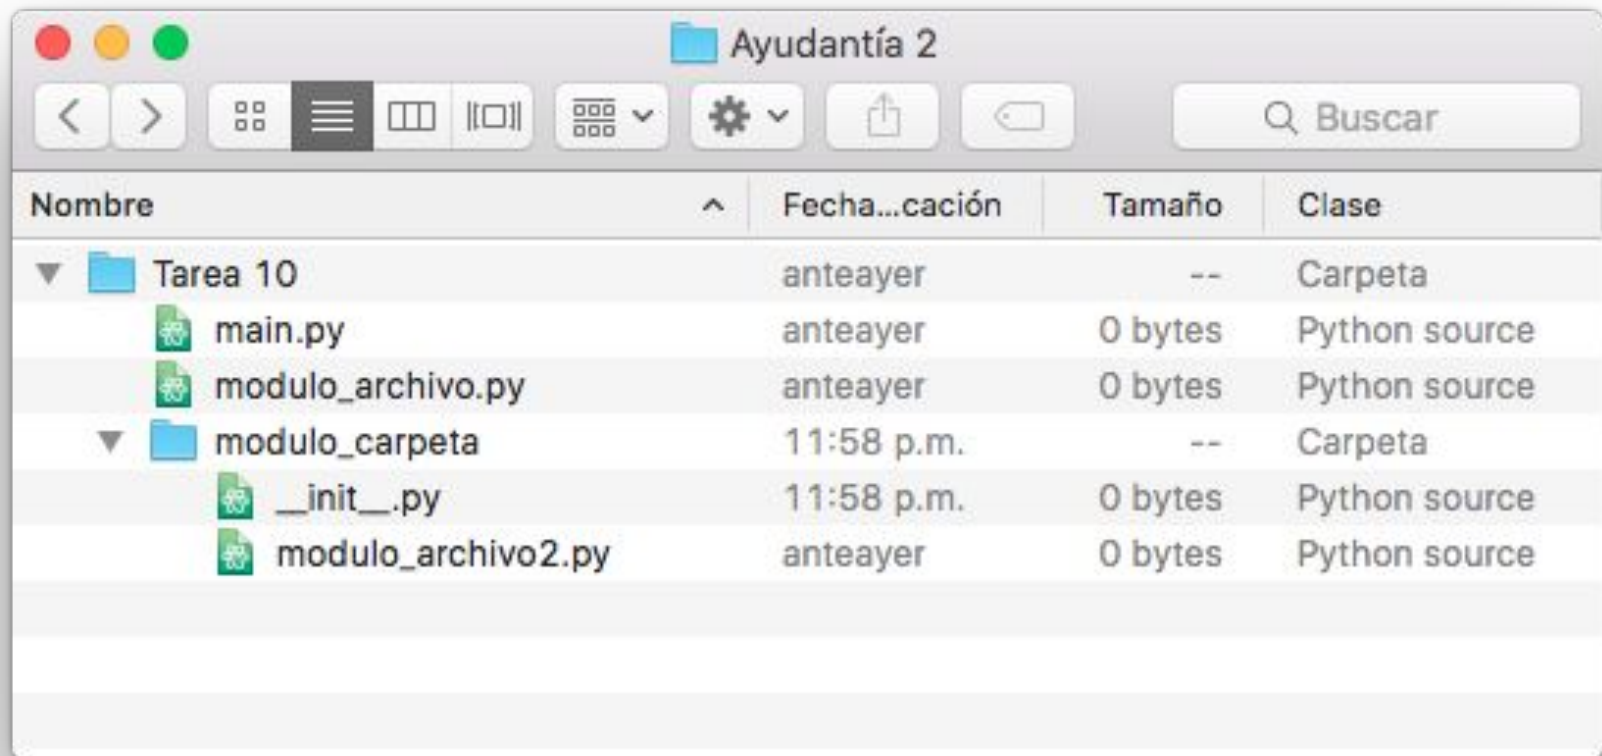 Ayudantía 2
Buscar
Nombre Fecha...cación Tamaño Clase
Tarea 10 anteayer -- Carpeta
main.py anteayer 0 bytes Python source
modulo_archivo.py anteayer 0 bytes Python source
modulo_carpeta 11:58 p.m. -- Carpeta
__init__.py 11:58 p.m. 0 bytes Python source
modulo_archivo2.py anteayer 0 bytes Python source